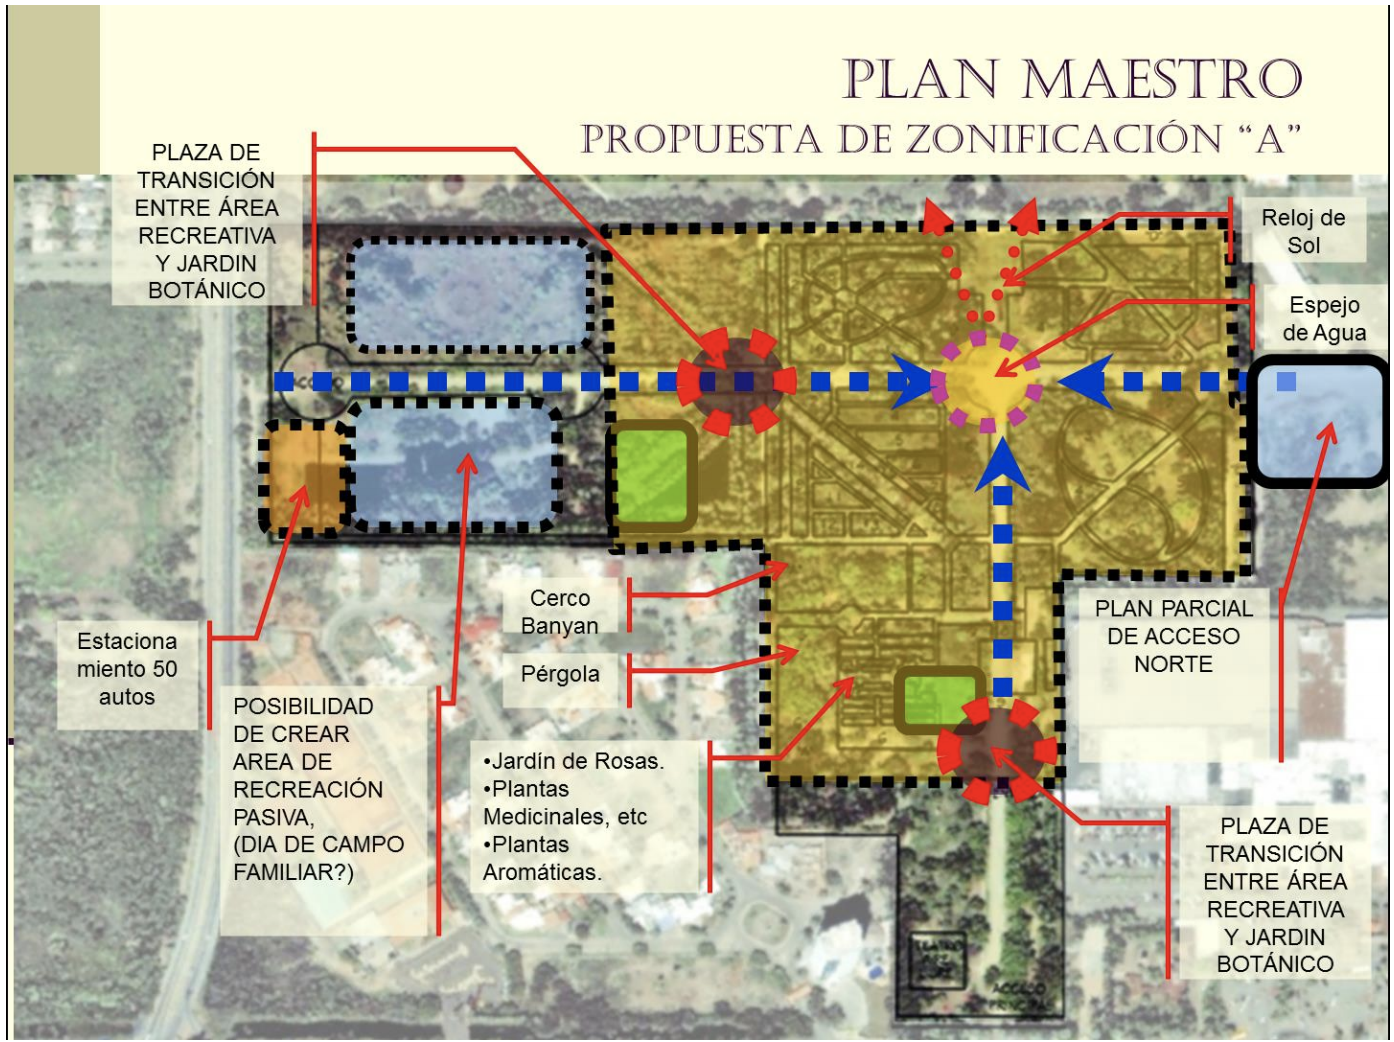 PLAN MAESTRO
PROPUESTA DE ZONIFICACIÓN “A”
PLAZA DE
TRANSICIÓN
ENTRE ÁREA
RECREATIVA
Y JARDIN
BOTÁNICO
Reloj de
Sol
Espejo
de Agua
Cerco
Banyan
Pérgola
PLAN PARCIAL
DE ACCESO
NORTE
Estaciona
miento 50
autos
POSIBILIDAD
DE CREAR
AREA DE
RECREACIÓN
PASIVA,
(DIA DE CAMPO
FAMILIAR?)
•Jardín de Rosas.
•Plantas
Medicinales, etc
•Plantas
Aromáticas.
PLAZA DE
TRANSICIÓN
ENTRE ÁREA
RECREATIVA
Y JARDIN
BOTÁNICO
TEATRO
ACCESO
PRINCIPAL